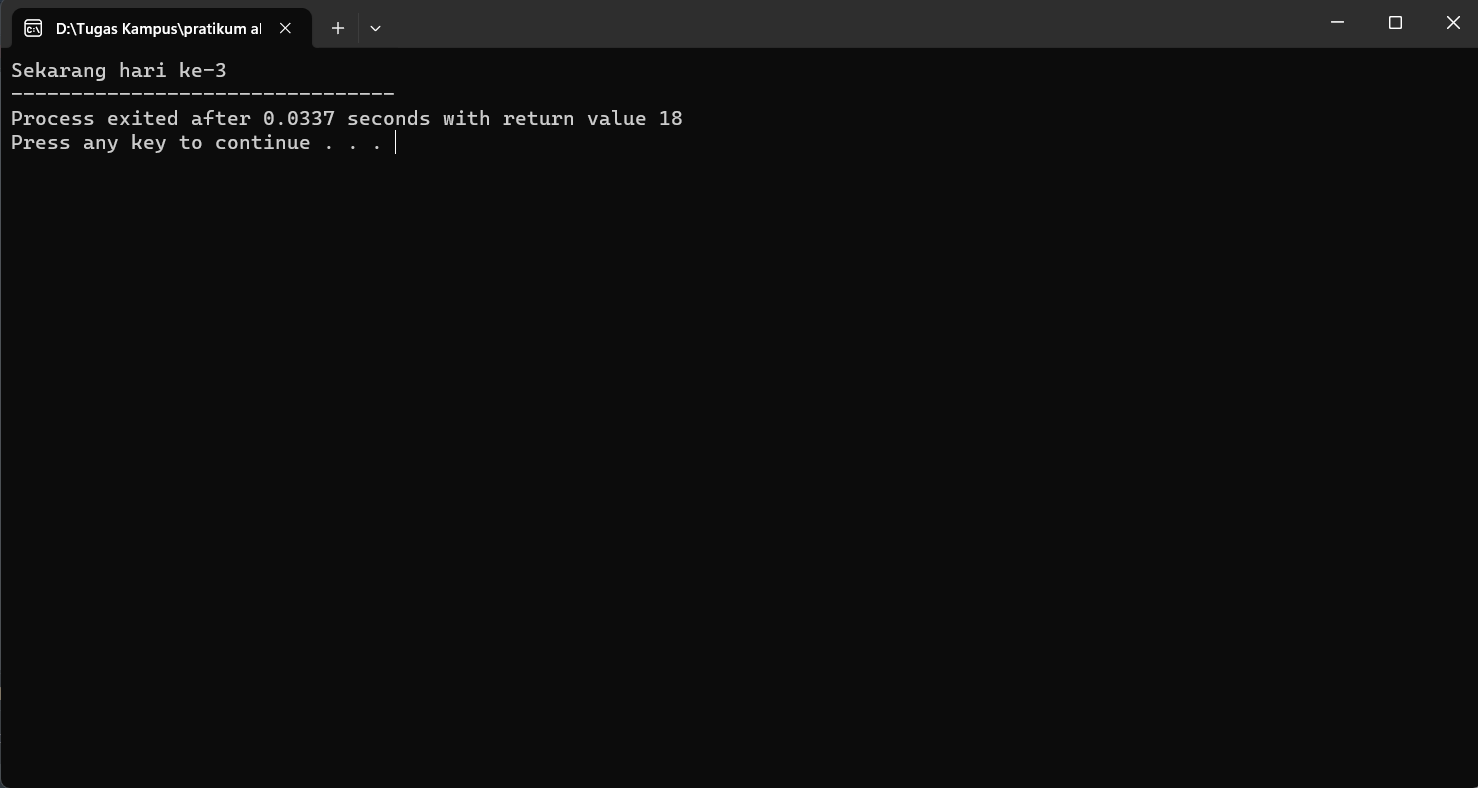 D:\Tugas Kampus\pratikum al
Sekarang hari ke-3
--------------------------------
Process exited after 0.0337 seconds with return value 18
Press any key to continue . . .